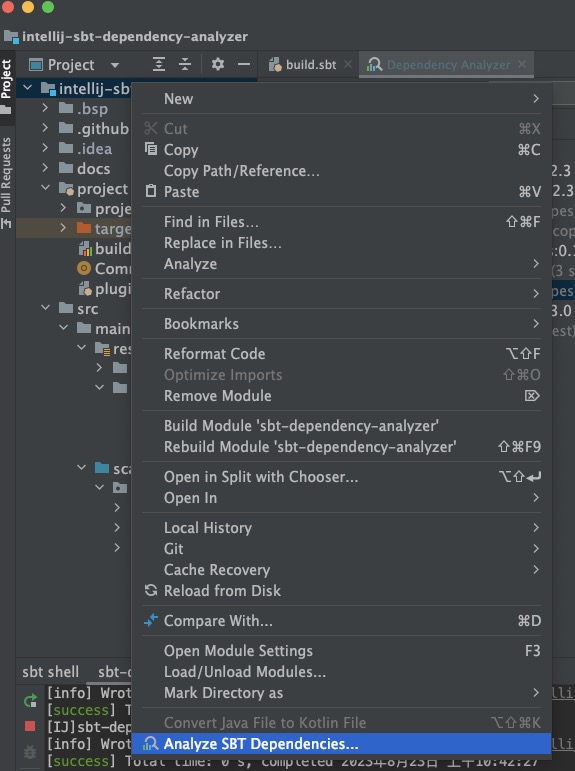 intellij-sbt-dependency-analyzer
Project
build.sbt
Dependency Analyzer
Project
Pull Requests
intellij-sb
.bsp
.github
.idea
docs
project
proje
targe
build
Com
plugi
src
main
res
sca
New
Cut ⌘X
Copy ⌘C
Copy Path/Reference...
Paste ⌘V
Find in Files... ⇧⌘F
Replace in Files...
Analyze
Refactor
Bookmarks
Reformat Code ⌥⇧F
Optimize Imports ⇧⌘O
Remove Module ⌦
Build Module 'sbt-dependency-analyzer'
Rebuild Module 'sbt-dependency-analyzer' ⇧⌘F9
Open in Split with Chooser... ⌥⇧↩
Open In
Local History
Git
Cache Recovery
Reload from Disk
Compare With... ⌘D
Open Module Settings F3
Load/Unload Modules...
Mark Directory as
Convert Java File to Kotlin File ⌥⇧⌘K
Analyze SBT Dependencies...
2.3
2.3
pes
cop
s:0.
(3 s
pes
3.0
est)
sbt shell
sbt-d
[info] Wrot
[success] T
[IJ]sbt-dep
[info] Wrot
[success] Total time: 0 s, completed 2023年8月23日 上午10:42:27